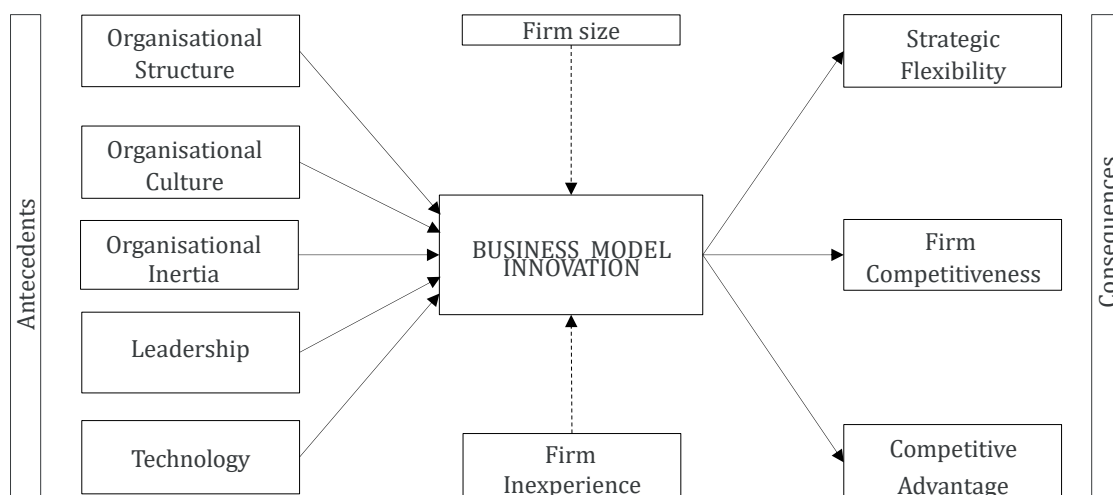 Antecedents
Organisational
Structure
Organisational
Culture
Organisational
Inertia
Leadership
Technology
Firm size
BUSINESS MODEL
INNOVATION
Firm
Inexperience
Strategic
Flexibility
Firm
Competitiveness
Competitive
Advantage
Consequences